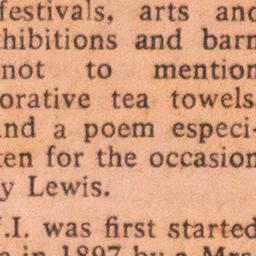 festivals, arts and
hibitions and barn
not to mention
orative tea towels
nd a poem especi-
ten for the occasion
y Lewis.
.I. was first started
in 1897 by a Mrs